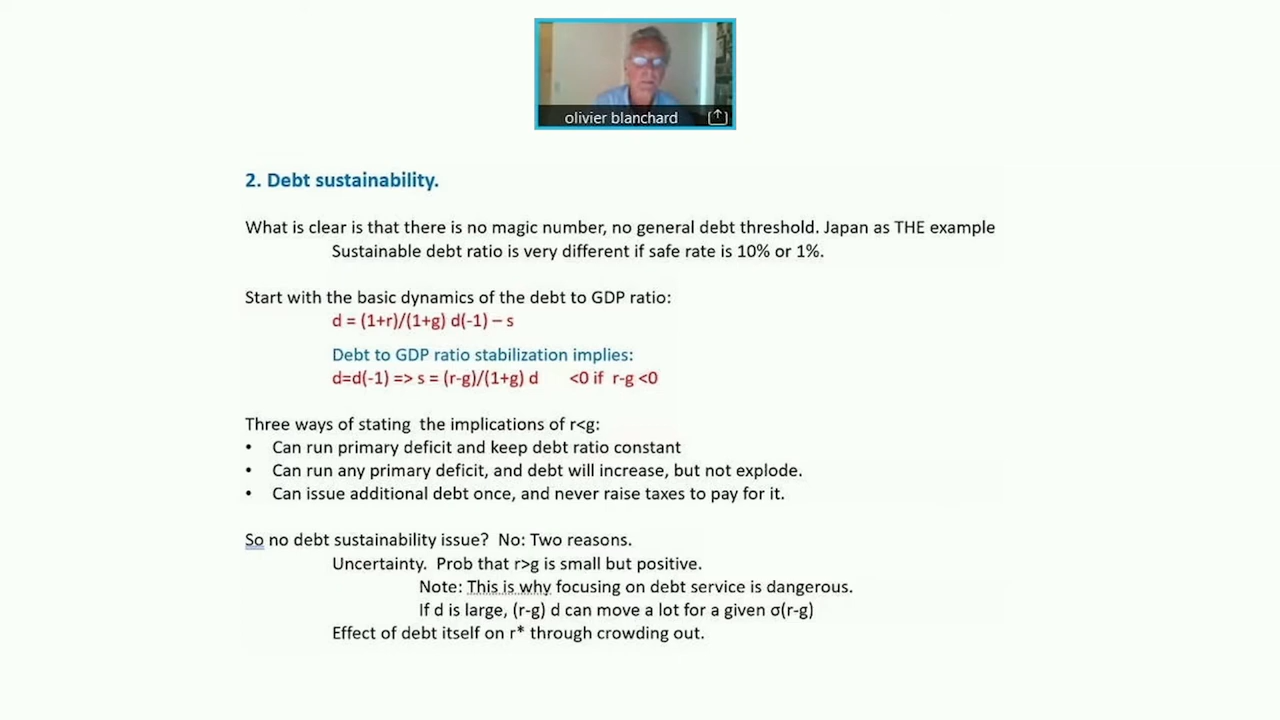 olivier blanchard
2. Debt sustainability.
What is clear is that there is no magic number, no general debt threshold. Japan as THE example
Sustainable debt ratio is very different if safe rate is 10% or 1%.
Start with the basic dynamics of the debt to GDP ratio:
d = (1+r)/(1+g) d(-1) – s
Debt to GDP ratio stabilization implies:
d=d(-1) => s = (r-g)/(1+g) d <0 if r-g <0
Three ways of stating the implications of r<g:
• Can run primary deficit and keep debt ratio constant
• Can run any primary deficit, and debt will increase, but not explode.
• Can issue additional debt once, and never raise taxes to pay for it.
So no debt sustainability issue? No: Two reasons.
Uncertainty. Prob that r>g is small but positive.
Note: This is why focusing on debt service is dangerous.
If d is large, (r-g) d can move a lot for a given σ(r-g)
Effect of debt itself on r* through crowding out.